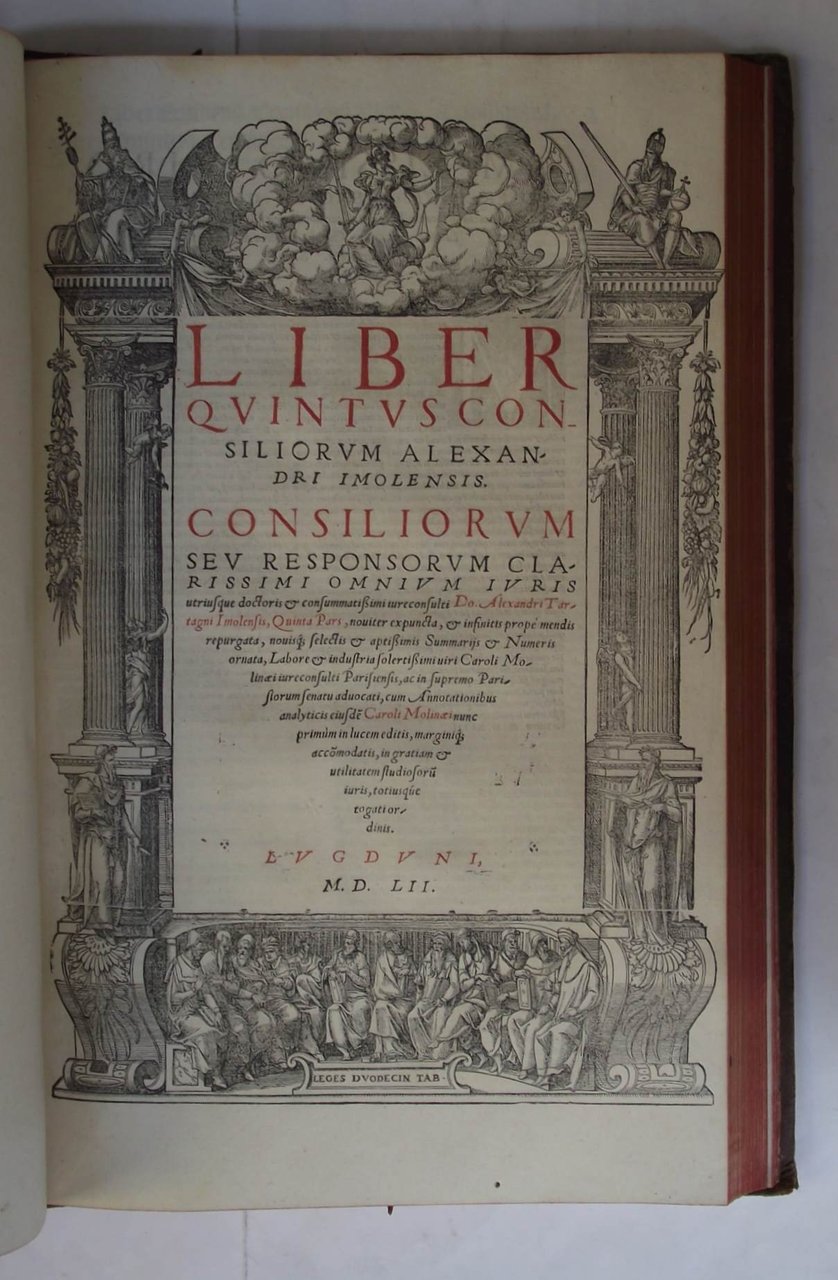 LIBER
QVINTVS CON-
SILIORVM ALEXAN-
DRI IMOLENSIS.
CONSILIORVM
SEV RESPONSORVM CLA-
RISSIMI OMNIVM IVRIS
utriusque doctoris & consummatißimi iureconsulti Do. Alexandri Tar-
tagni Imolensis, Quinta Pars, nouiter expuncta, & infinitis propè mendis
repurgata, nouisq; selectis & aptißimis Summarijs & Numeris
ornata, Labore & industria solertißimi uiri Caroli Mo-
linæi iureconsulti Parisiensis, ac in supremo Pari-
siorum senatu aduocati, cum Annotationibus
analyticis eiusdẽ Caroli Molinæi nunc
primùm in lucem editis, marginiq;
accõmodatis, in gratiam &
utilitatem studiosorũ
iuris, totiusqúe
togati or-
dinis.
LVGDVNI,
M. D. LII.
LEGES DVODECIN TAB.